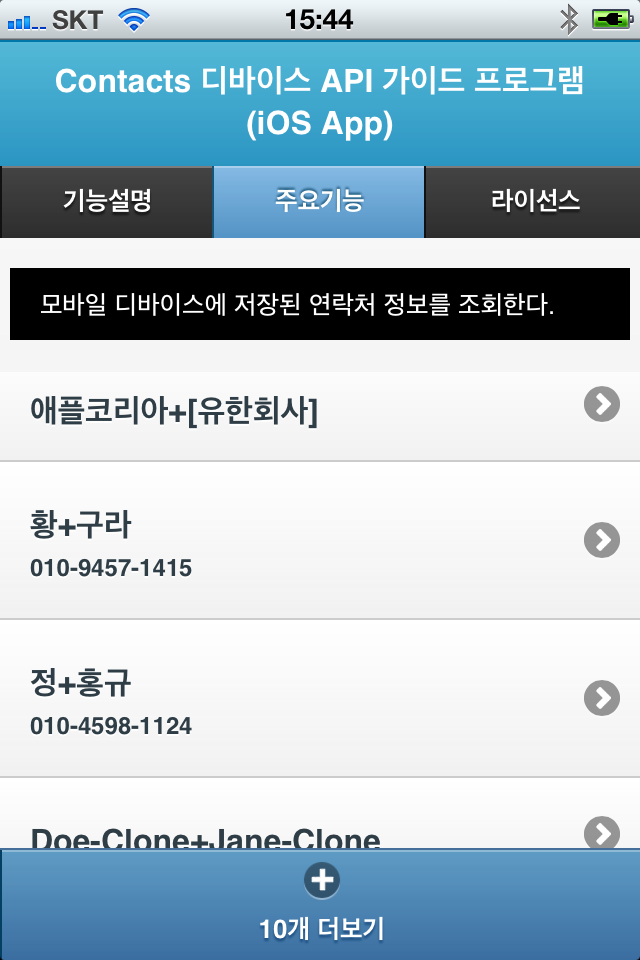 SKT 15:44
Contacts 디바이스 API 가이드 프로그램
(iOS App)
기능설명 주요기능 라이선스
모바일 디바이스에 저장된 연락처 정보를 조회한다.
애플코리아+[유한회사]
황+구라
010-9457-1415
정+홍규
010-4598-1124
Doe-Clone+Jane-Clone
10개 더보기